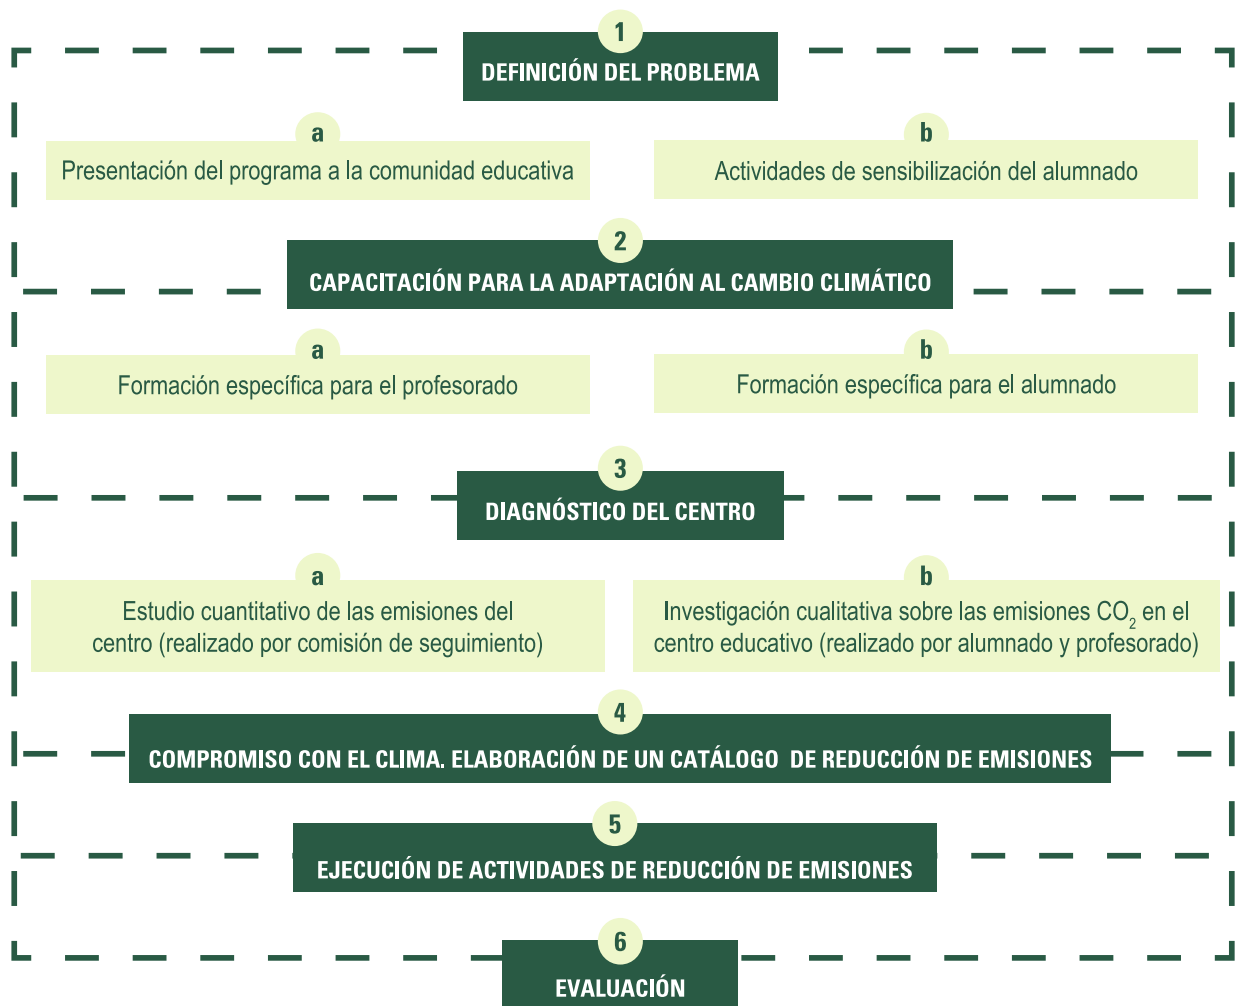 1
DEFINICIÓN DEL PROBLEMA
a
Presentación del programa a la comunidad educativa
b
Actividades de sensibilización del alumnado
2
CAPACITACIÓN PARA LA ADAPTACIÓN AL CAMBIO CLIMÁTICO
a
Formación específica para el profesorado
b
Formación específica para el alumnado
3
DIAGNÓSTICO DEL CENTRO
a
Estudio cuantitativo de las emisiones del
centro (realizado por comisión de seguimiento)
b
Investigación cualitativa sobre las emisiones CO₂ en el
centro educativo (realizado por alumnado y profesorado)
4
COMPROMISO CON EL CLIMA. ELABORACIÓN DE UN CATÁLOGO DE REDUCCIÓN DE EMISIONES
5
EJECUCIÓN DE ACTIVIDADES DE REDUCCIÓN DE EMISIONES
6
EVALUACIÓN